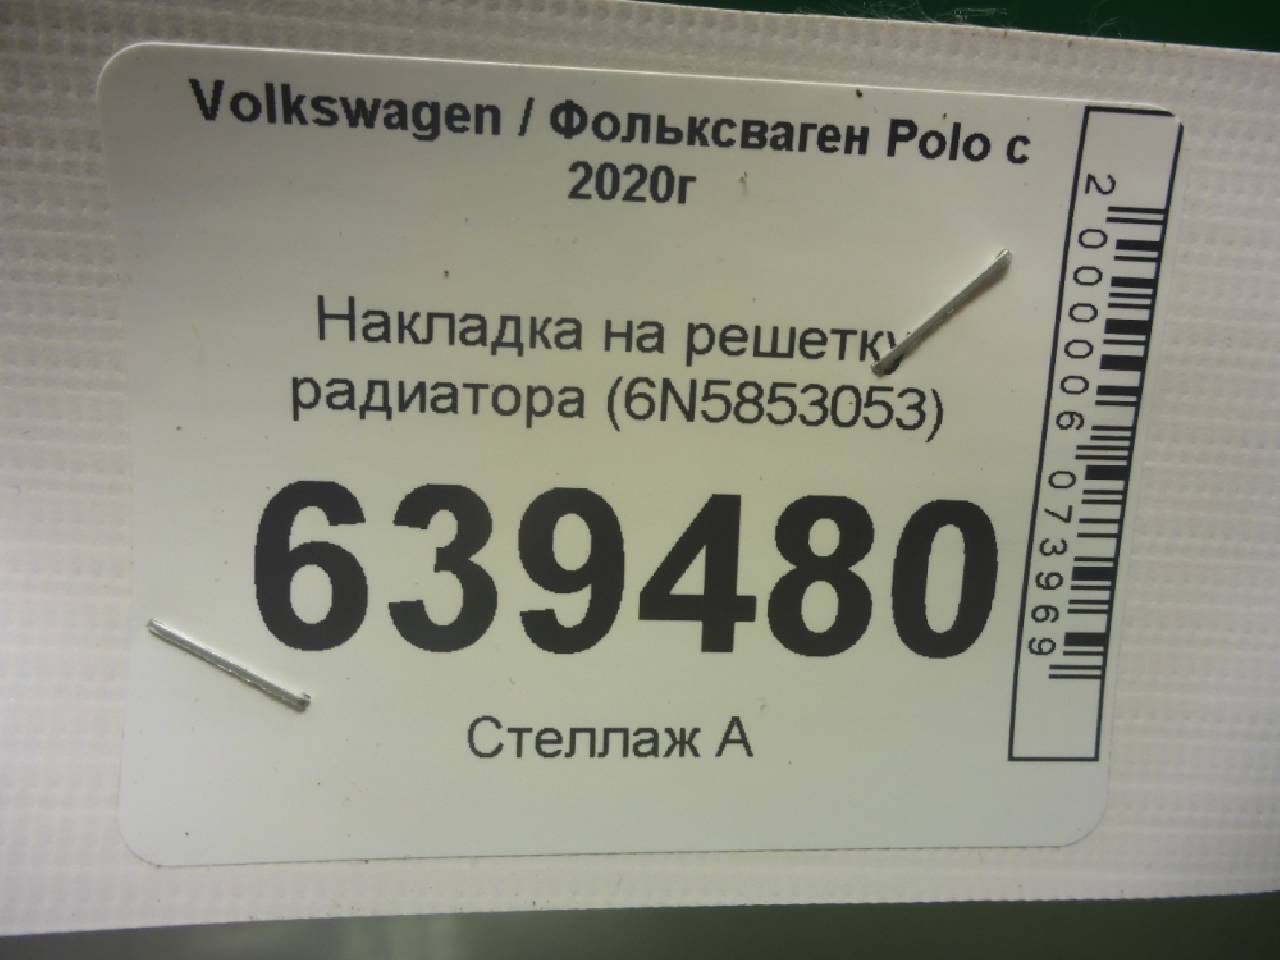 Volkswagen / Фольксваген Polo с
2020г
Накладка на решетку
радиатора (6N5853053)
639480
Стеллаж А
2000006073969